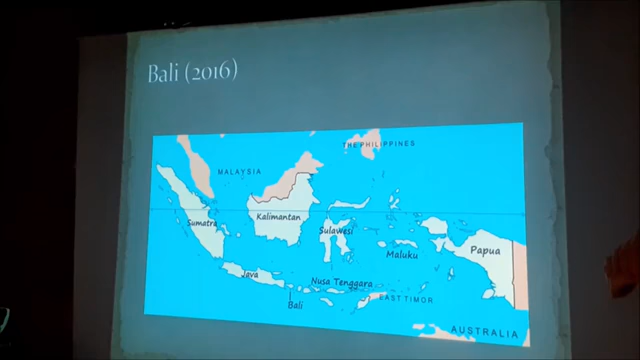 Bali (2016)
THE PHILIPPINES
MALAYSIA
Sumatra
Kalimantan
Sulawesi
Maluku
Papua
Java
Nusa Tenggara
Bali
EAST TIMOR
AUSTRALIA